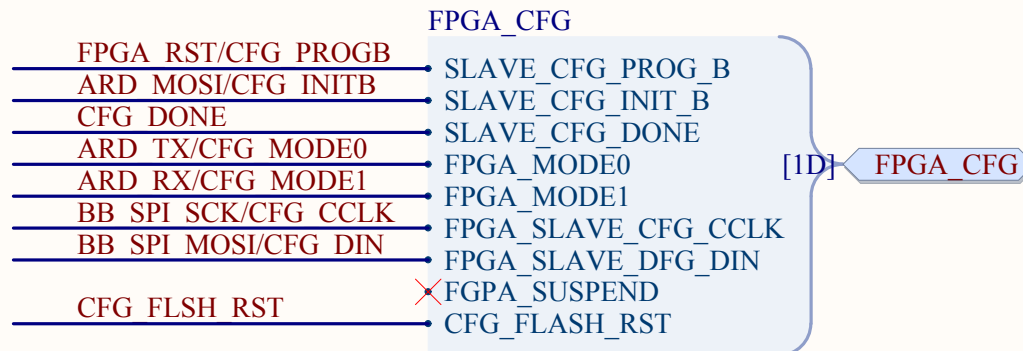 FPGA_CFG
FPGA_RST/CFG_PROGB SLAVE_CFG_PROG_B
ARD_MOSI/CFG_INITB SLAVE_CFG_INIT_B
CFG_DONE SLAVE_CFG_DONE
ARD_TX/CFG_MODE0 FPGA_MODE0 [1D] FPGA_CFG
ARD_RX/CFG_MODE1 FPGA_MODE1
BB_SPI_SCK/CFG_CCLK FPGA_SLAVE_CFG_CCLK
BB_SPI_MOSI/CFG_DIN FPGA_SLAVE_DFG_DIN
FGPA_SUSPEND
CFG_FLSH_RST CFG_FLASH_RST